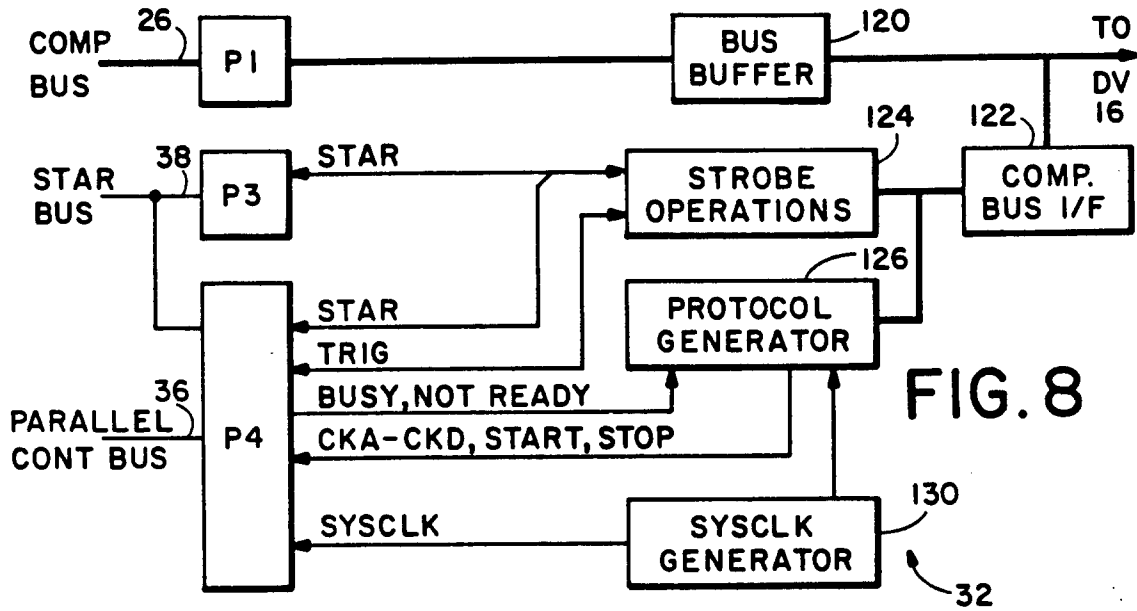 COMP
BUS
26
P1
BUS
BUFFER
120
TO
DV
16
STAR
BUS
38
P3
STAR
STROBE
OPERATIONS
124
122
COMP.
BUS I/F
126
PROTOCOL
GENERATOR
STAR
TRIG
BUSY, NOT READY
CKA-CKD, START, STOP
PARALLEL
CONT BUS
36
P4
SYSCLK
SYSCLK
GENERATOR
130
32
FIG. 8